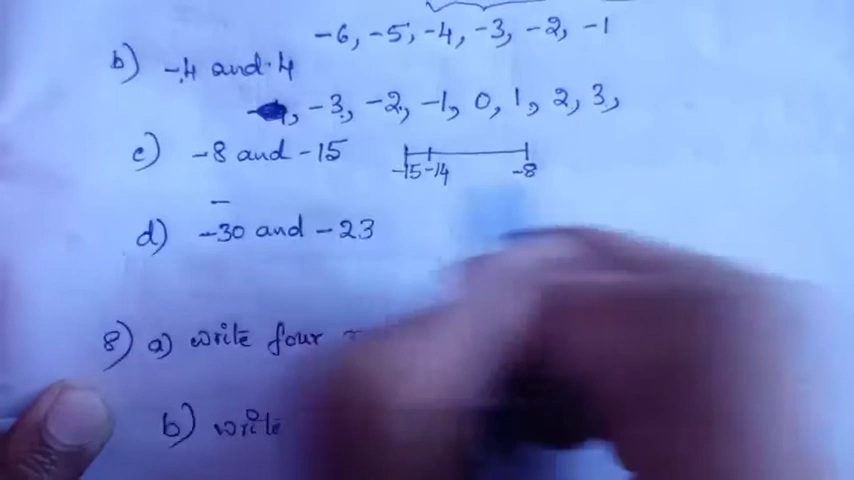 -6, -5, -4, -3, -2, -1
b) -4 and 4
, -3, -2, -1, 0, 1, 2, 3,
c) -8 and -15 -15 -14 -8
d) -30 and -23
8) a) write four
b) write